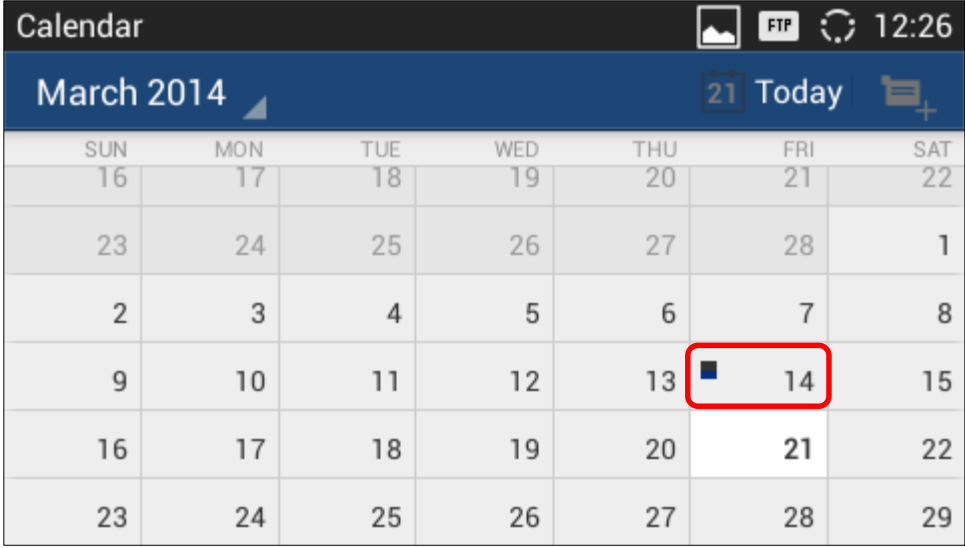 Calendar FTP 12:26
March 2014 21 Today
SUN MON TUE WED THU FRI SAT
16 17 18 19 20 21 22
23 24 25 26 27 28 1
2 3 4 5 6 7 8
9 10 11 12 13 14 15
16 17 18 19 20 21 22
23 24 25 26 27 28 29